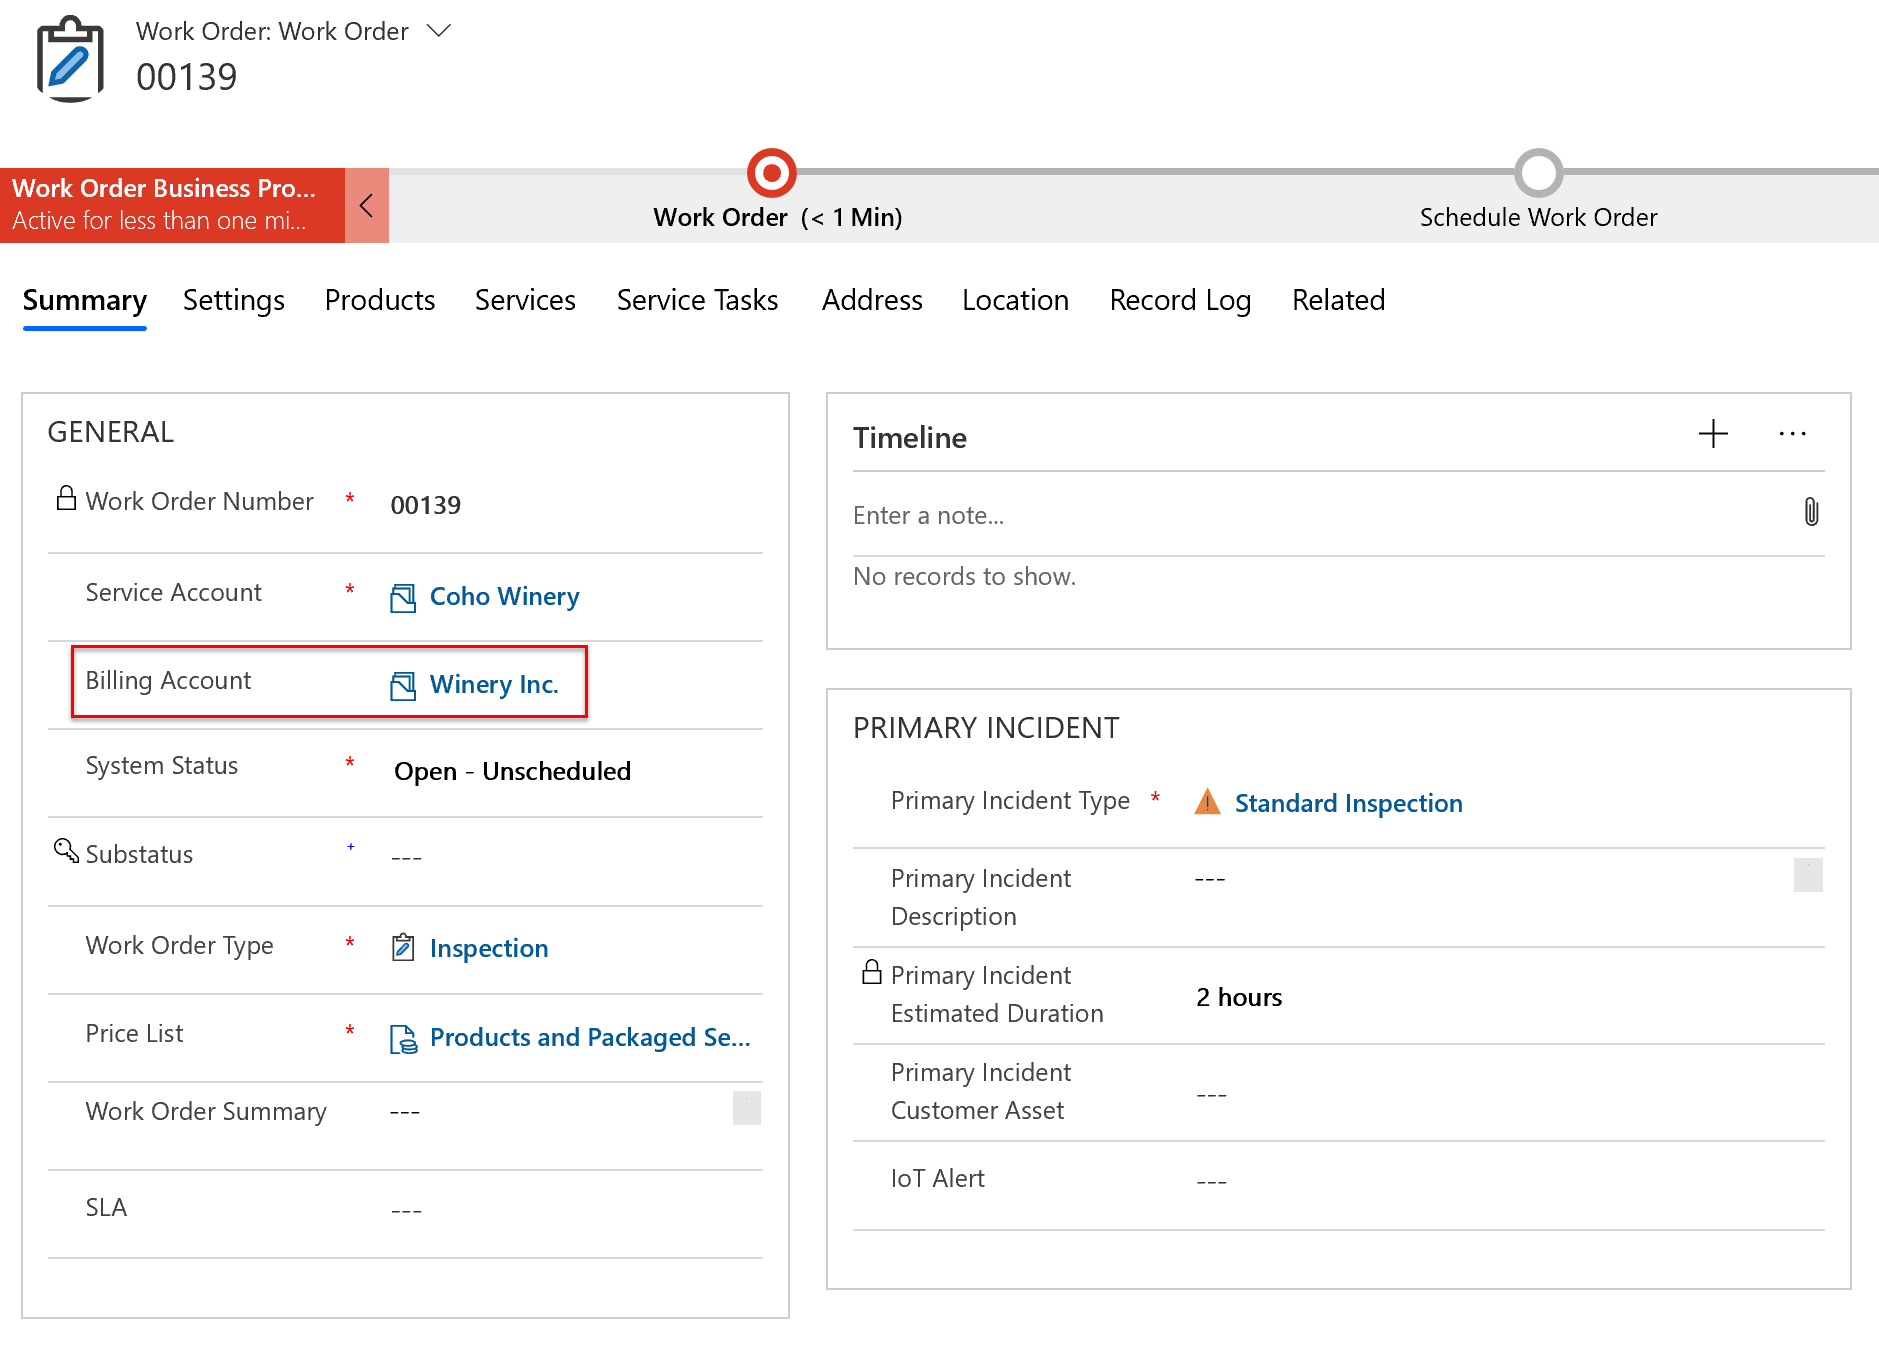 Work Order: Work Order
00139
Work Order Business Pro...
Active for less than one mi...
Work Order (< 1 Min)
Schedule Work Order
Summary Settings Products Services Service Tasks Address Location Record Log Related
GENERAL
Work Order Number * 00139
Service Account * Coho Winery
Billing Account Winery Inc.
System Status * Open - Unscheduled
Substatus + ---
Work Order Type * Inspection
Price List * Products and Packaged Se...
Work Order Summary ---
SLA ---
Timeline
Enter a note...
No records to show.
PRIMARY INCIDENT
Primary Incident Type * Standard Inspection
Primary Incident ---
Description
Primary Incident
Estimated Duration
2 hours
Primary Incident
Customer Asset
---
IoT Alert ---